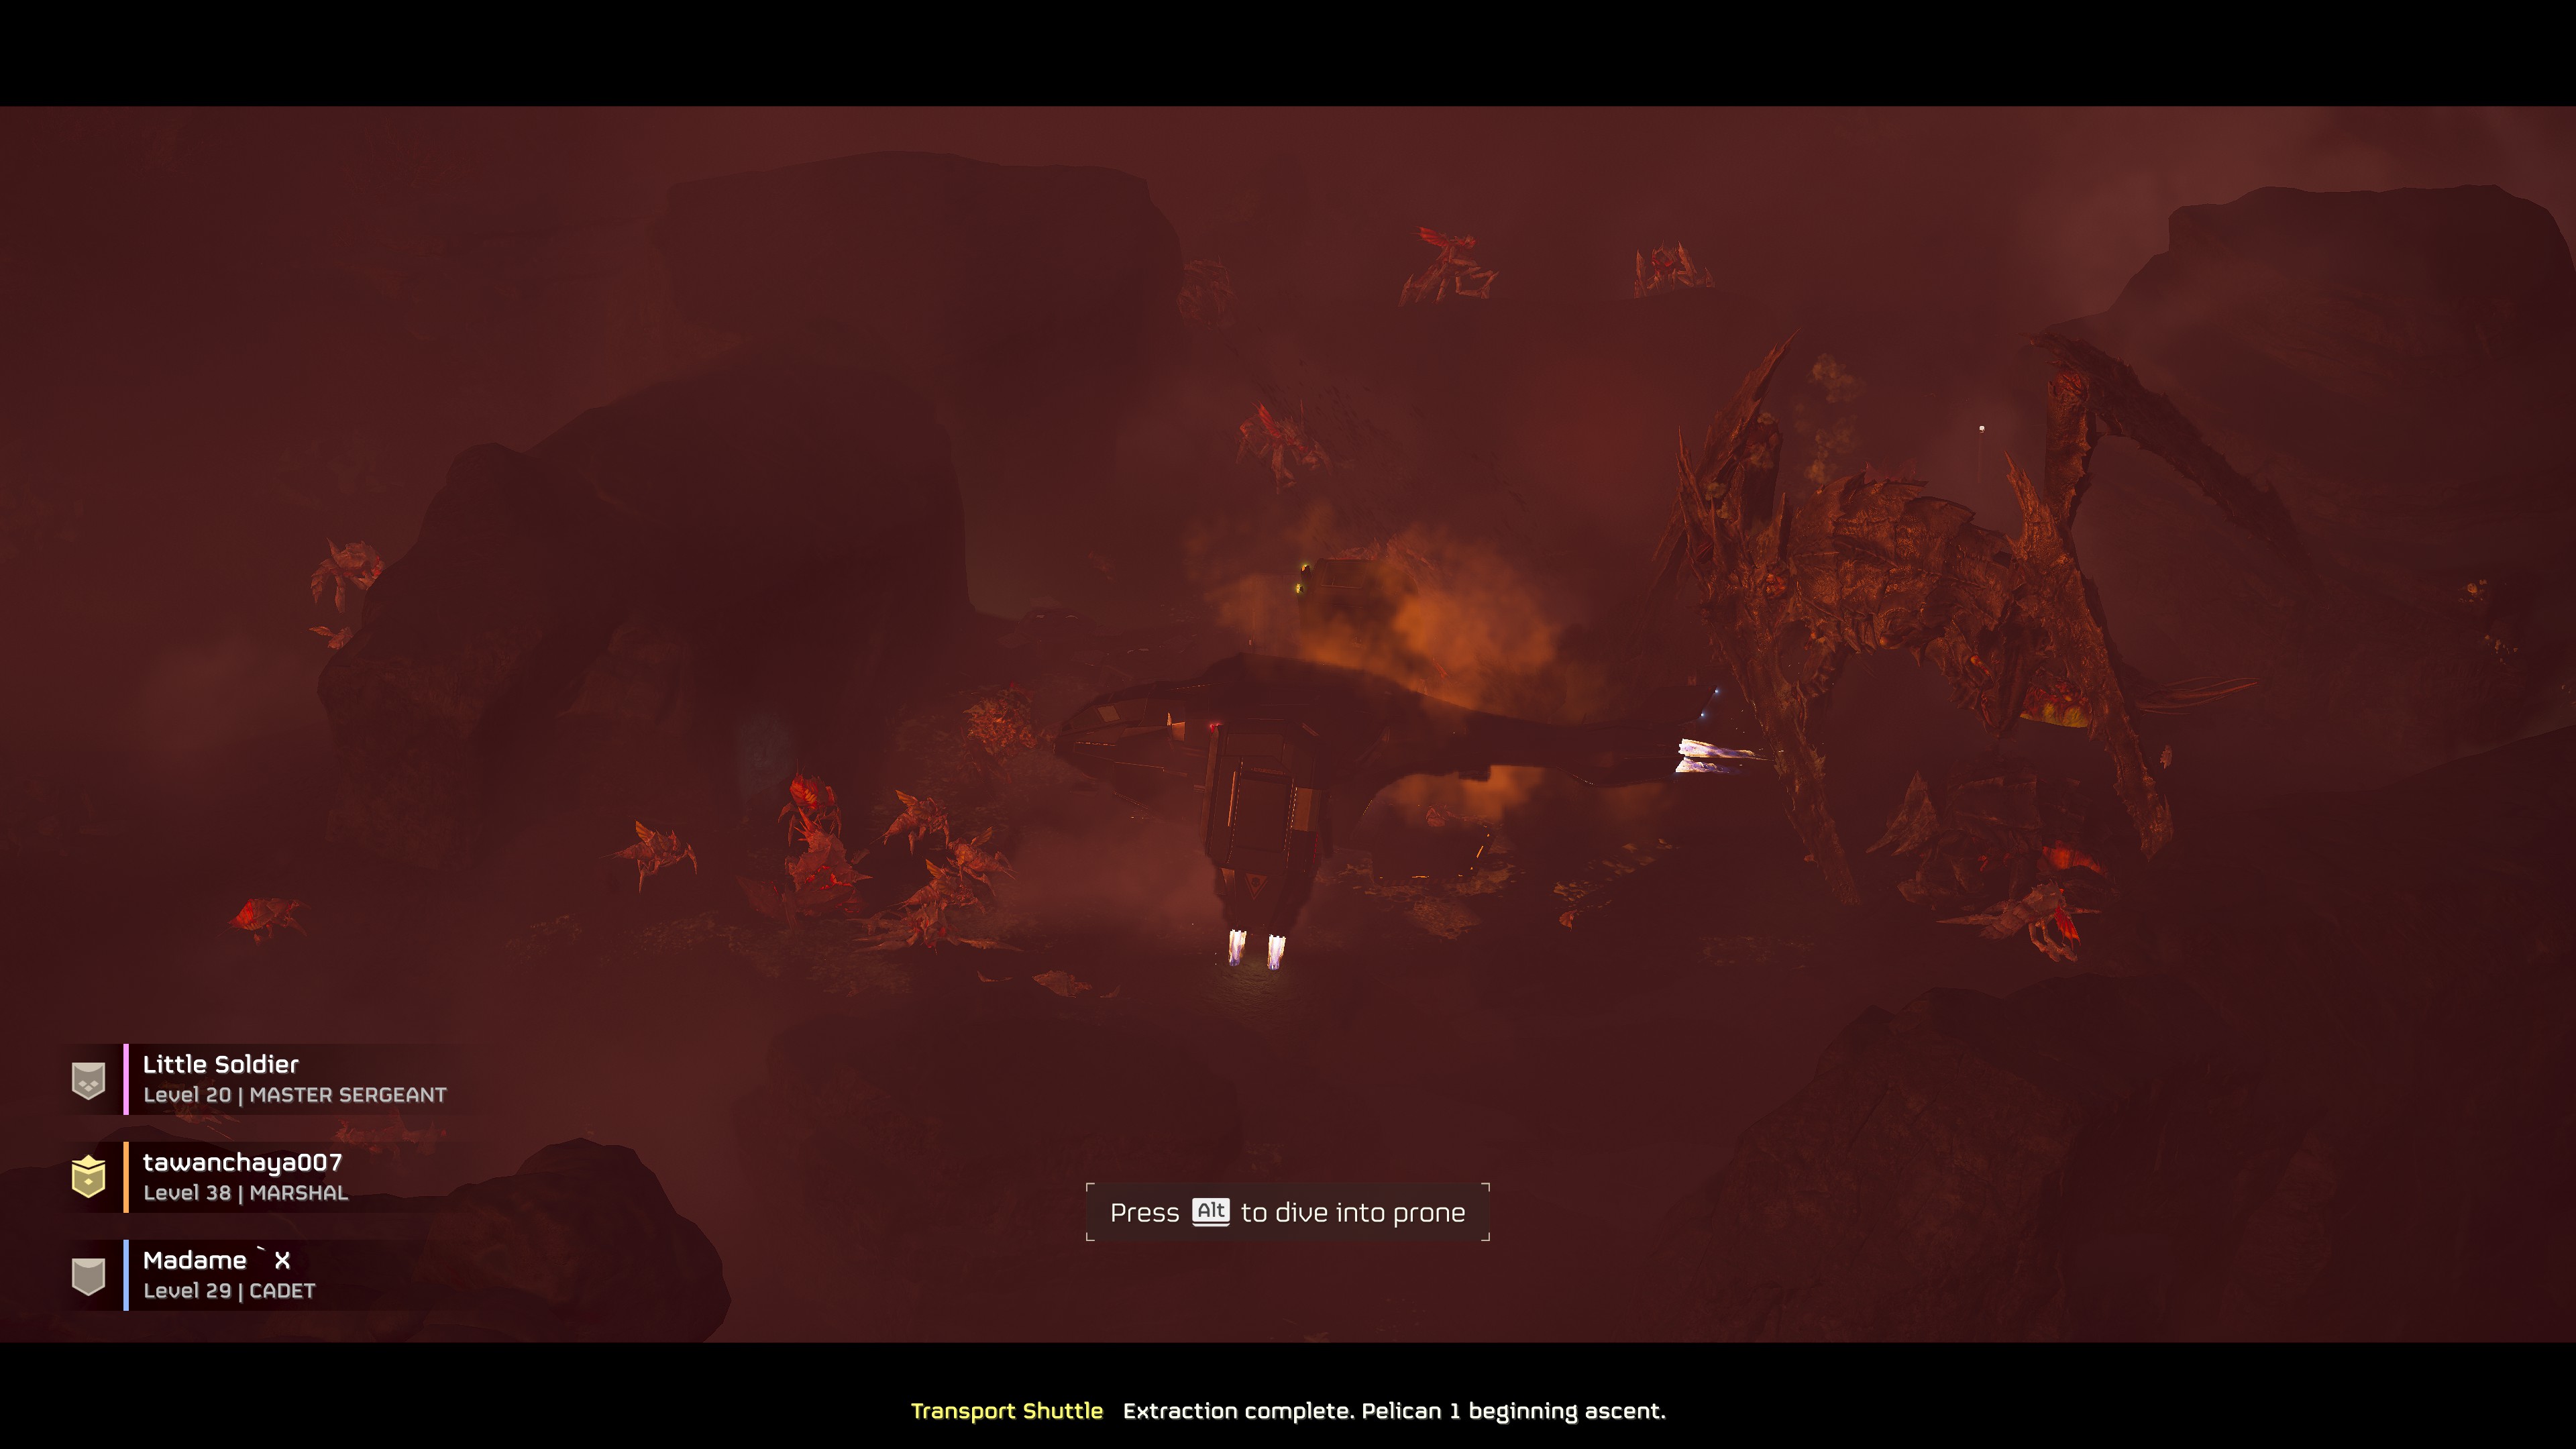 Little Soldier
Level 20 | MASTER SERGEANT
tawanchaya007
Level 38 | MARSHAL
Madame ` X
Level 29 | CADET
Press Alt to dive into prone
Transport Shuttle Extraction complete. Pelican 1 beginning ascent.